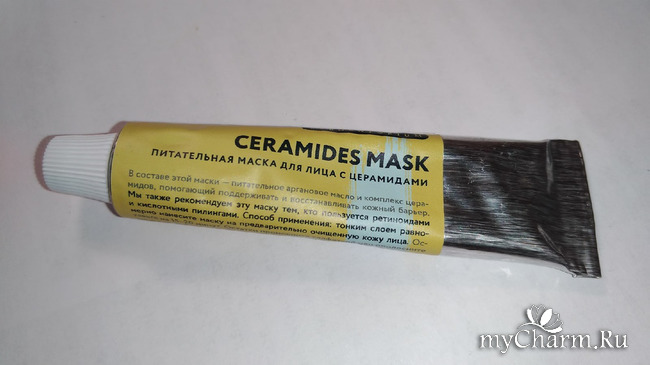 CERAMIDES MASK
ПИТАТЕЛЬНАЯ МАСКА ДЛЯ ЛИЦА С ЦЕРАМИДАМИ
В составе этой маски — питательное аргановое масло и комплекс цера-
мидов, помогающий поддерживать и восстанавливать кожный барьер.
Мы также рекомендуем эту маску тем, кто пользуется ретиноидами
и кислотными пилингами. Способ применения: тонким слоем равно-
мерно нанесите маску на предварительно очищенную кожу лица. Ос-
myCharm.Ru